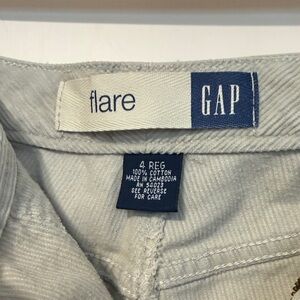 flare GAP
4 REG
100% COTTON
MADE IN CAMBODIA
RN 54023
SEE REVERSE
FOR CARE